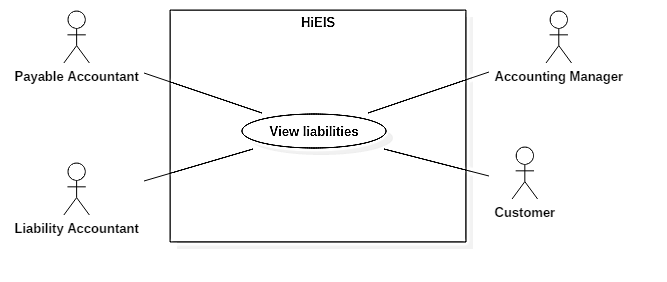 HiEIS
Payable Accountant
Accounting Manager
View liabilities
Liability Accountant
Customer